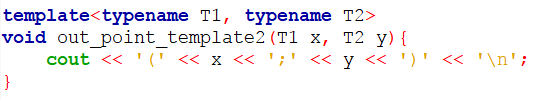 template<typename T1, typename T2>
void out_point_template2(T1 x, T2 y){
    cout << '(' << x << ';' << y << ')' << '\n';
}